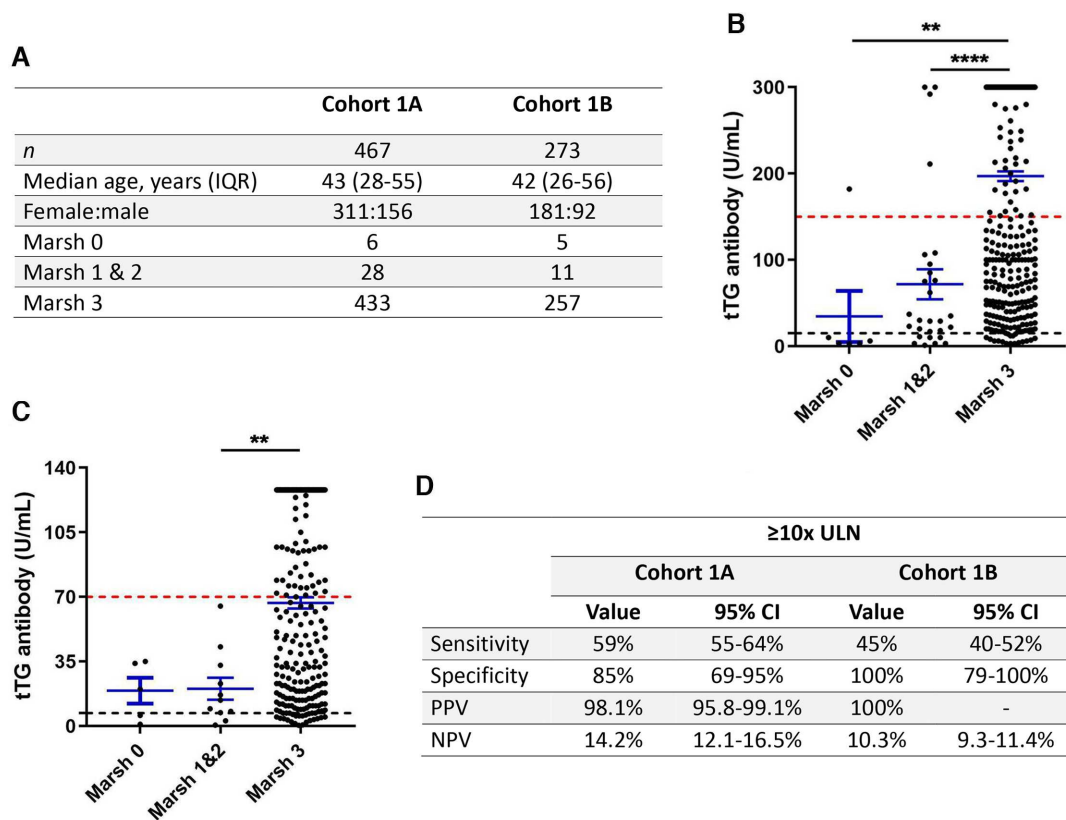 A
Cohort 1A Cohort 1B
n 467 273
Median age, years (IQR) 43 (28-55) 42 (26-56)
Female:male 311:156 181:92
Marsh 0 6 5
Marsh 1 & 2 28 11
Marsh 3 433 257
B
**
****
tTG antibody (U/mL)
300
200
100
0
Marsh 0 Marsh 1&2 Marsh 3
C
**
tTG antibody (U/mL)
140
105
70
35
0
Marsh 0 Marsh 1&2 Marsh 3
D
≥10x ULN
Cohort 1A Cohort 1B
Value 95% CI Value 95% CI
Sensitivity 59% 55-64% 45% 40-52%
Specificity 85% 69-95% 100% 79-100%
PPV 98.1% 95.8-99.1% 100% -
NPV 14.2% 12.1-16.5% 10.3% 9.3-11.4%